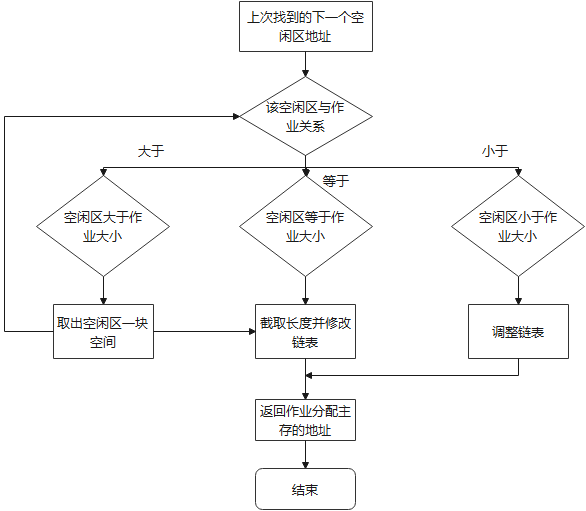 上次找到的下一个空
闲区地址
该空闲区与作
业关系
大于
等于
小于
空闲区大于作
业大小
空闲区等于作
业大小
空闲区小于作
业大小
取出空闲区一块
空间
截取长度并修改
链表
调整链表
返回作业分配主
存的地址
结束